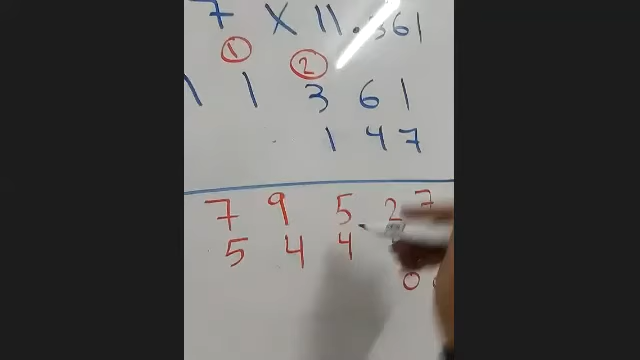 7 X 11.361
1 2
1 1 3 6 1
1 4 7
7 9 5 2 7
5 4 4
0